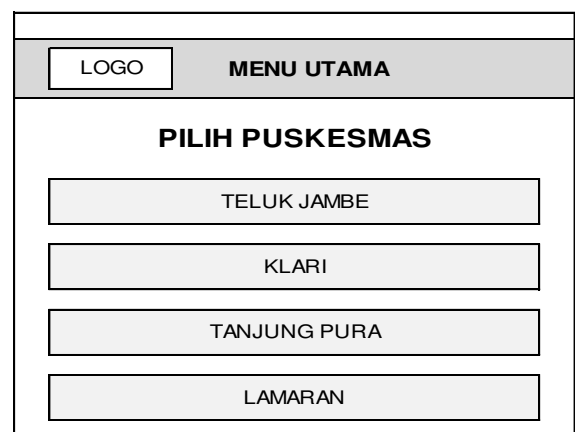 LOGO MENU UTAMA
PILIH PUSKESMAS
TELUK JAMBE
KLARI
TANJUNG PURA
LAMARAN